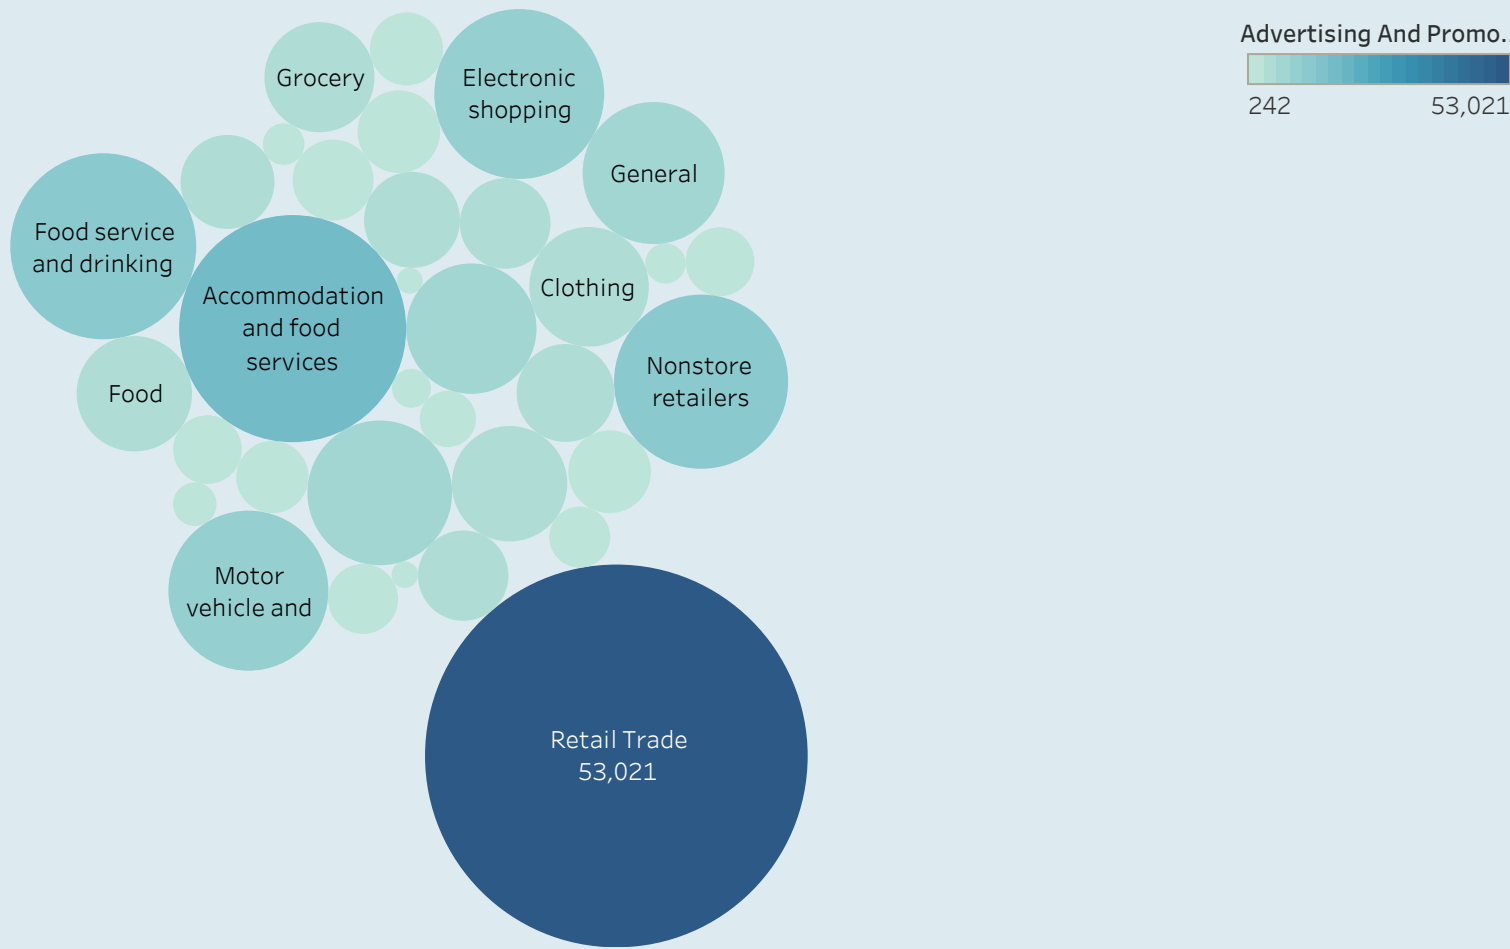 Advertising And Promo..
242 53,021
Grocery
Electronic
shopping
General
Food service
and drinking
Accommodation
and food
services
Clothing
Nonstore
retailers
Food
Motor
vehicle and
Retail Trade
53,021